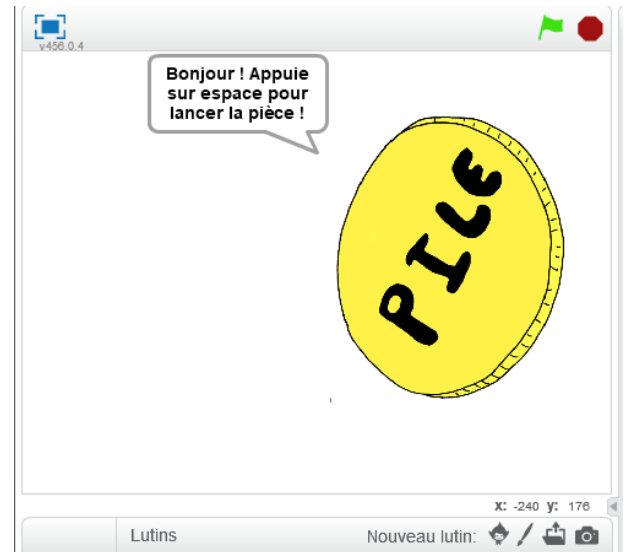 v456.0.4
Bonjour ! Appuie
sur espace pour
lancer la pièce !
PILE
x: -240 y: 176
Lutins
Nouveau lutin: